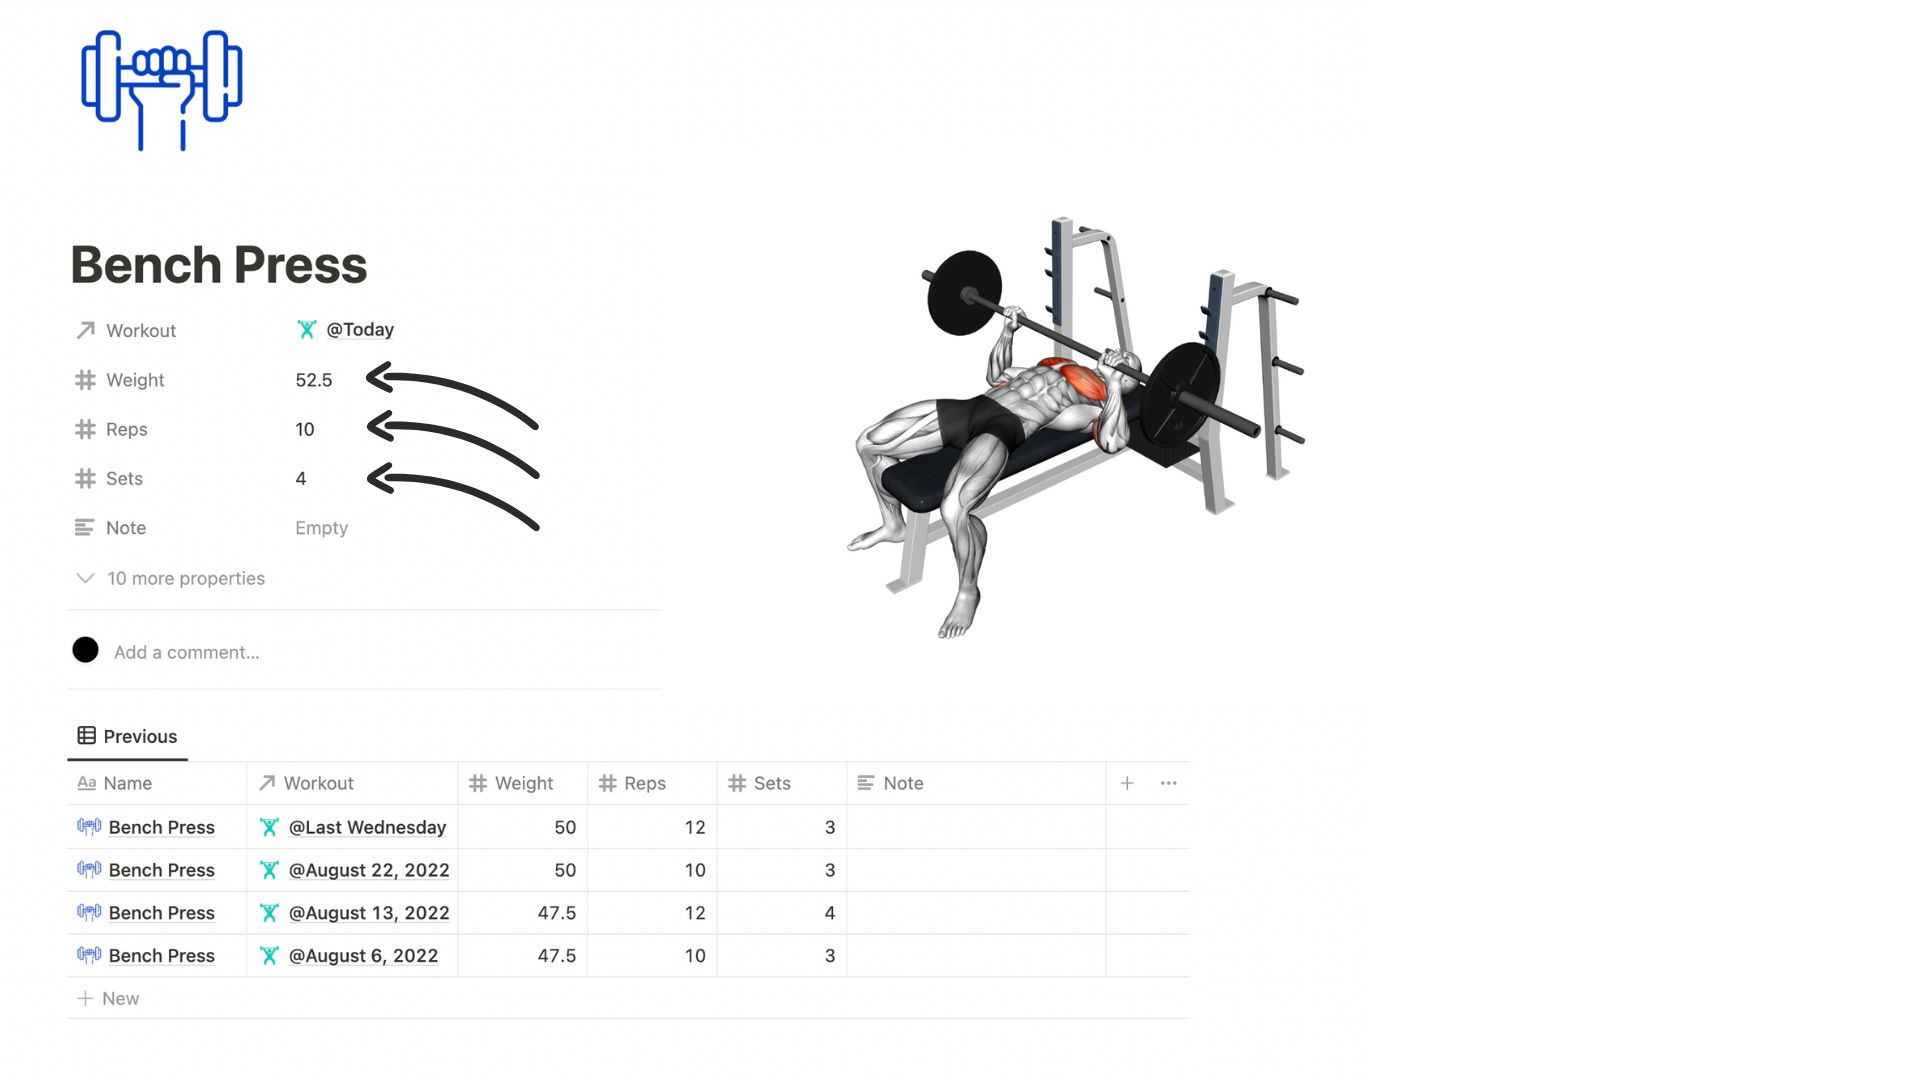 Bench Press
Workout @Today
Weight 52.5
Reps 10
Sets 4
Note Empty
10 more properties
Add a comment...
Previous
Aa Name Workout Weight Reps Sets Note
Bench Press @Last Wednesday 50 12 3
Bench Press @August 22, 2022 50 10 3
Bench Press @August 13, 2022 47.5 12 4
Bench Press @August 6, 2022 47.5 10 3
New